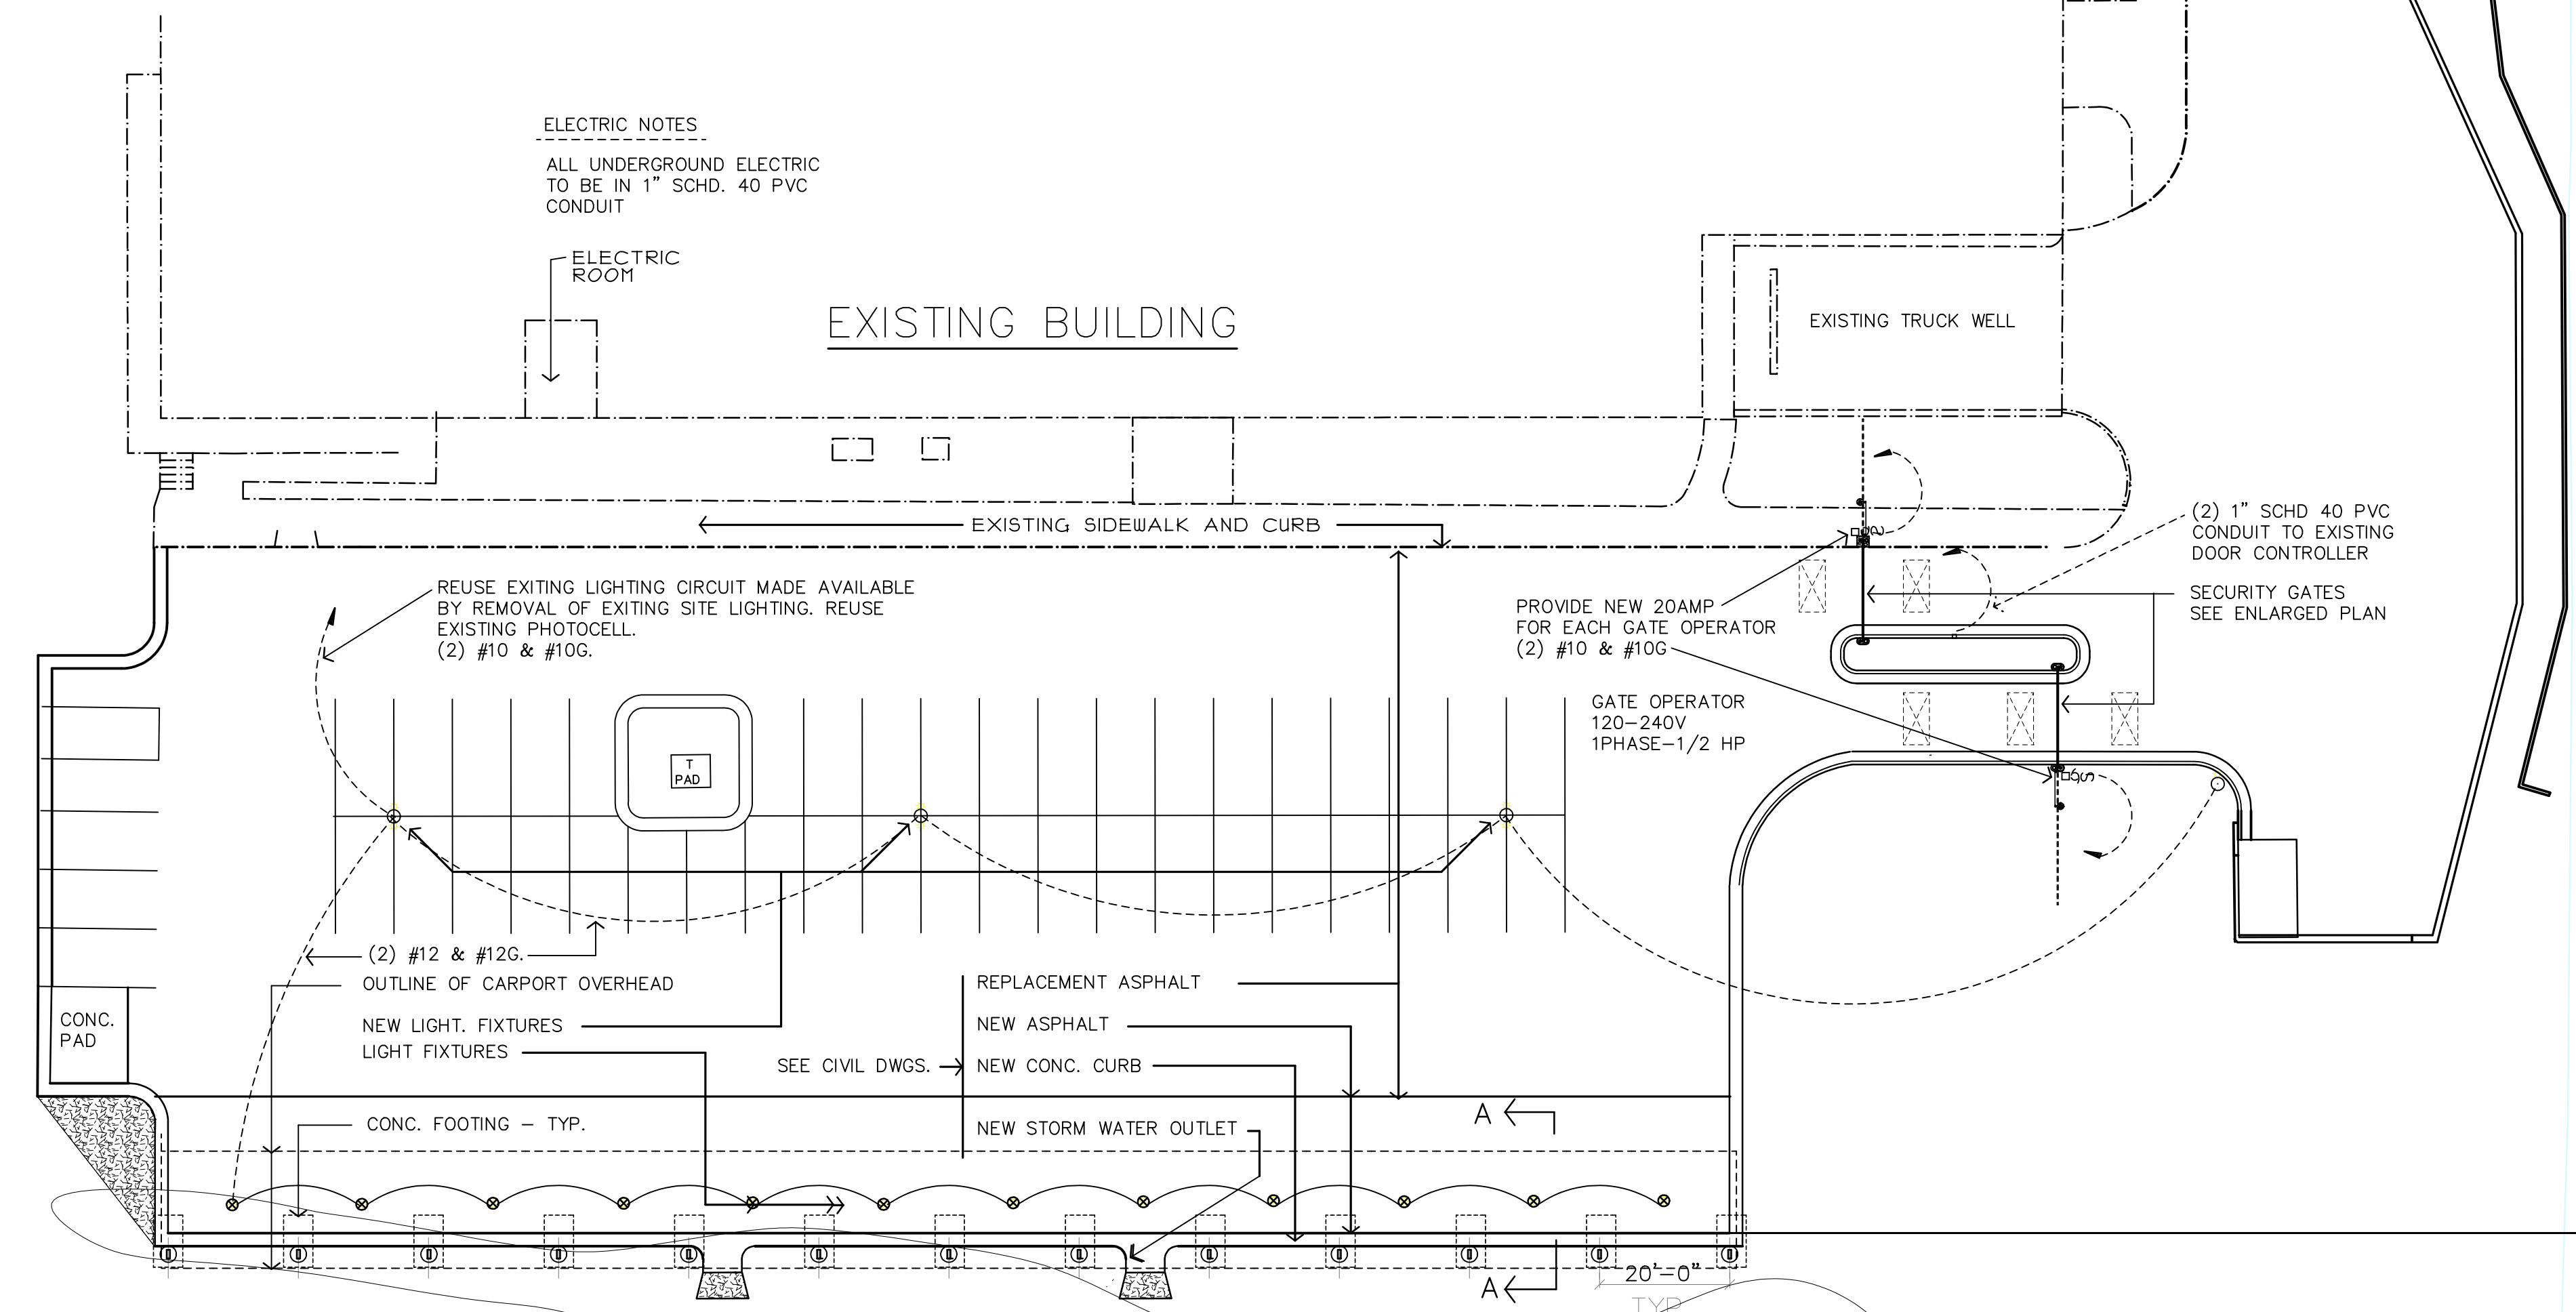 ELECTRIC NOTES
ALL UNDERGROUND ELECTRIC
TO BE IN 1" SCHD. 40 PVC
CONDUIT
ELECTRIC
ROOM
EXISTING BUILDING
EXISTING TRUCK WELL
EXISTING SIDEWALK AND CURB
(2) 1" SCHD 40 PVC
CONDUIT TO EXISTING
DOOR CONTROLLER
SECURITY GATES
SEE ENLARGED PLAN
REUSE EXITING LIGHTING CIRCUIT MADE AVAILABLE
BY REMOVAL OF EXITING SITE LIGHTING. REUSE
EXISTING PHOTOCELL.
(2) #10 & #10G.
PROVIDE NEW 20AMP
FOR EACH GATE OPERATOR
(2) #10 & #10G
GATE OPERATOR
120-240V
1PHASE-1/2 HP
T
PAD
(2) #12 & #12G.
OUTLINE OF CARPORT OVERHEAD
NEW LIGHT. FIXTURES
LIGHT FIXTURES
CONC.
PAD
SEE CIVIL DWGS.
REPLACEMENT ASPHALT
NEW ASPHALT
NEW CONC. CURB
NEW STORM WATER OUTLET
CONC. FOOTING - TYP.
A
A
20'-0"
TYP